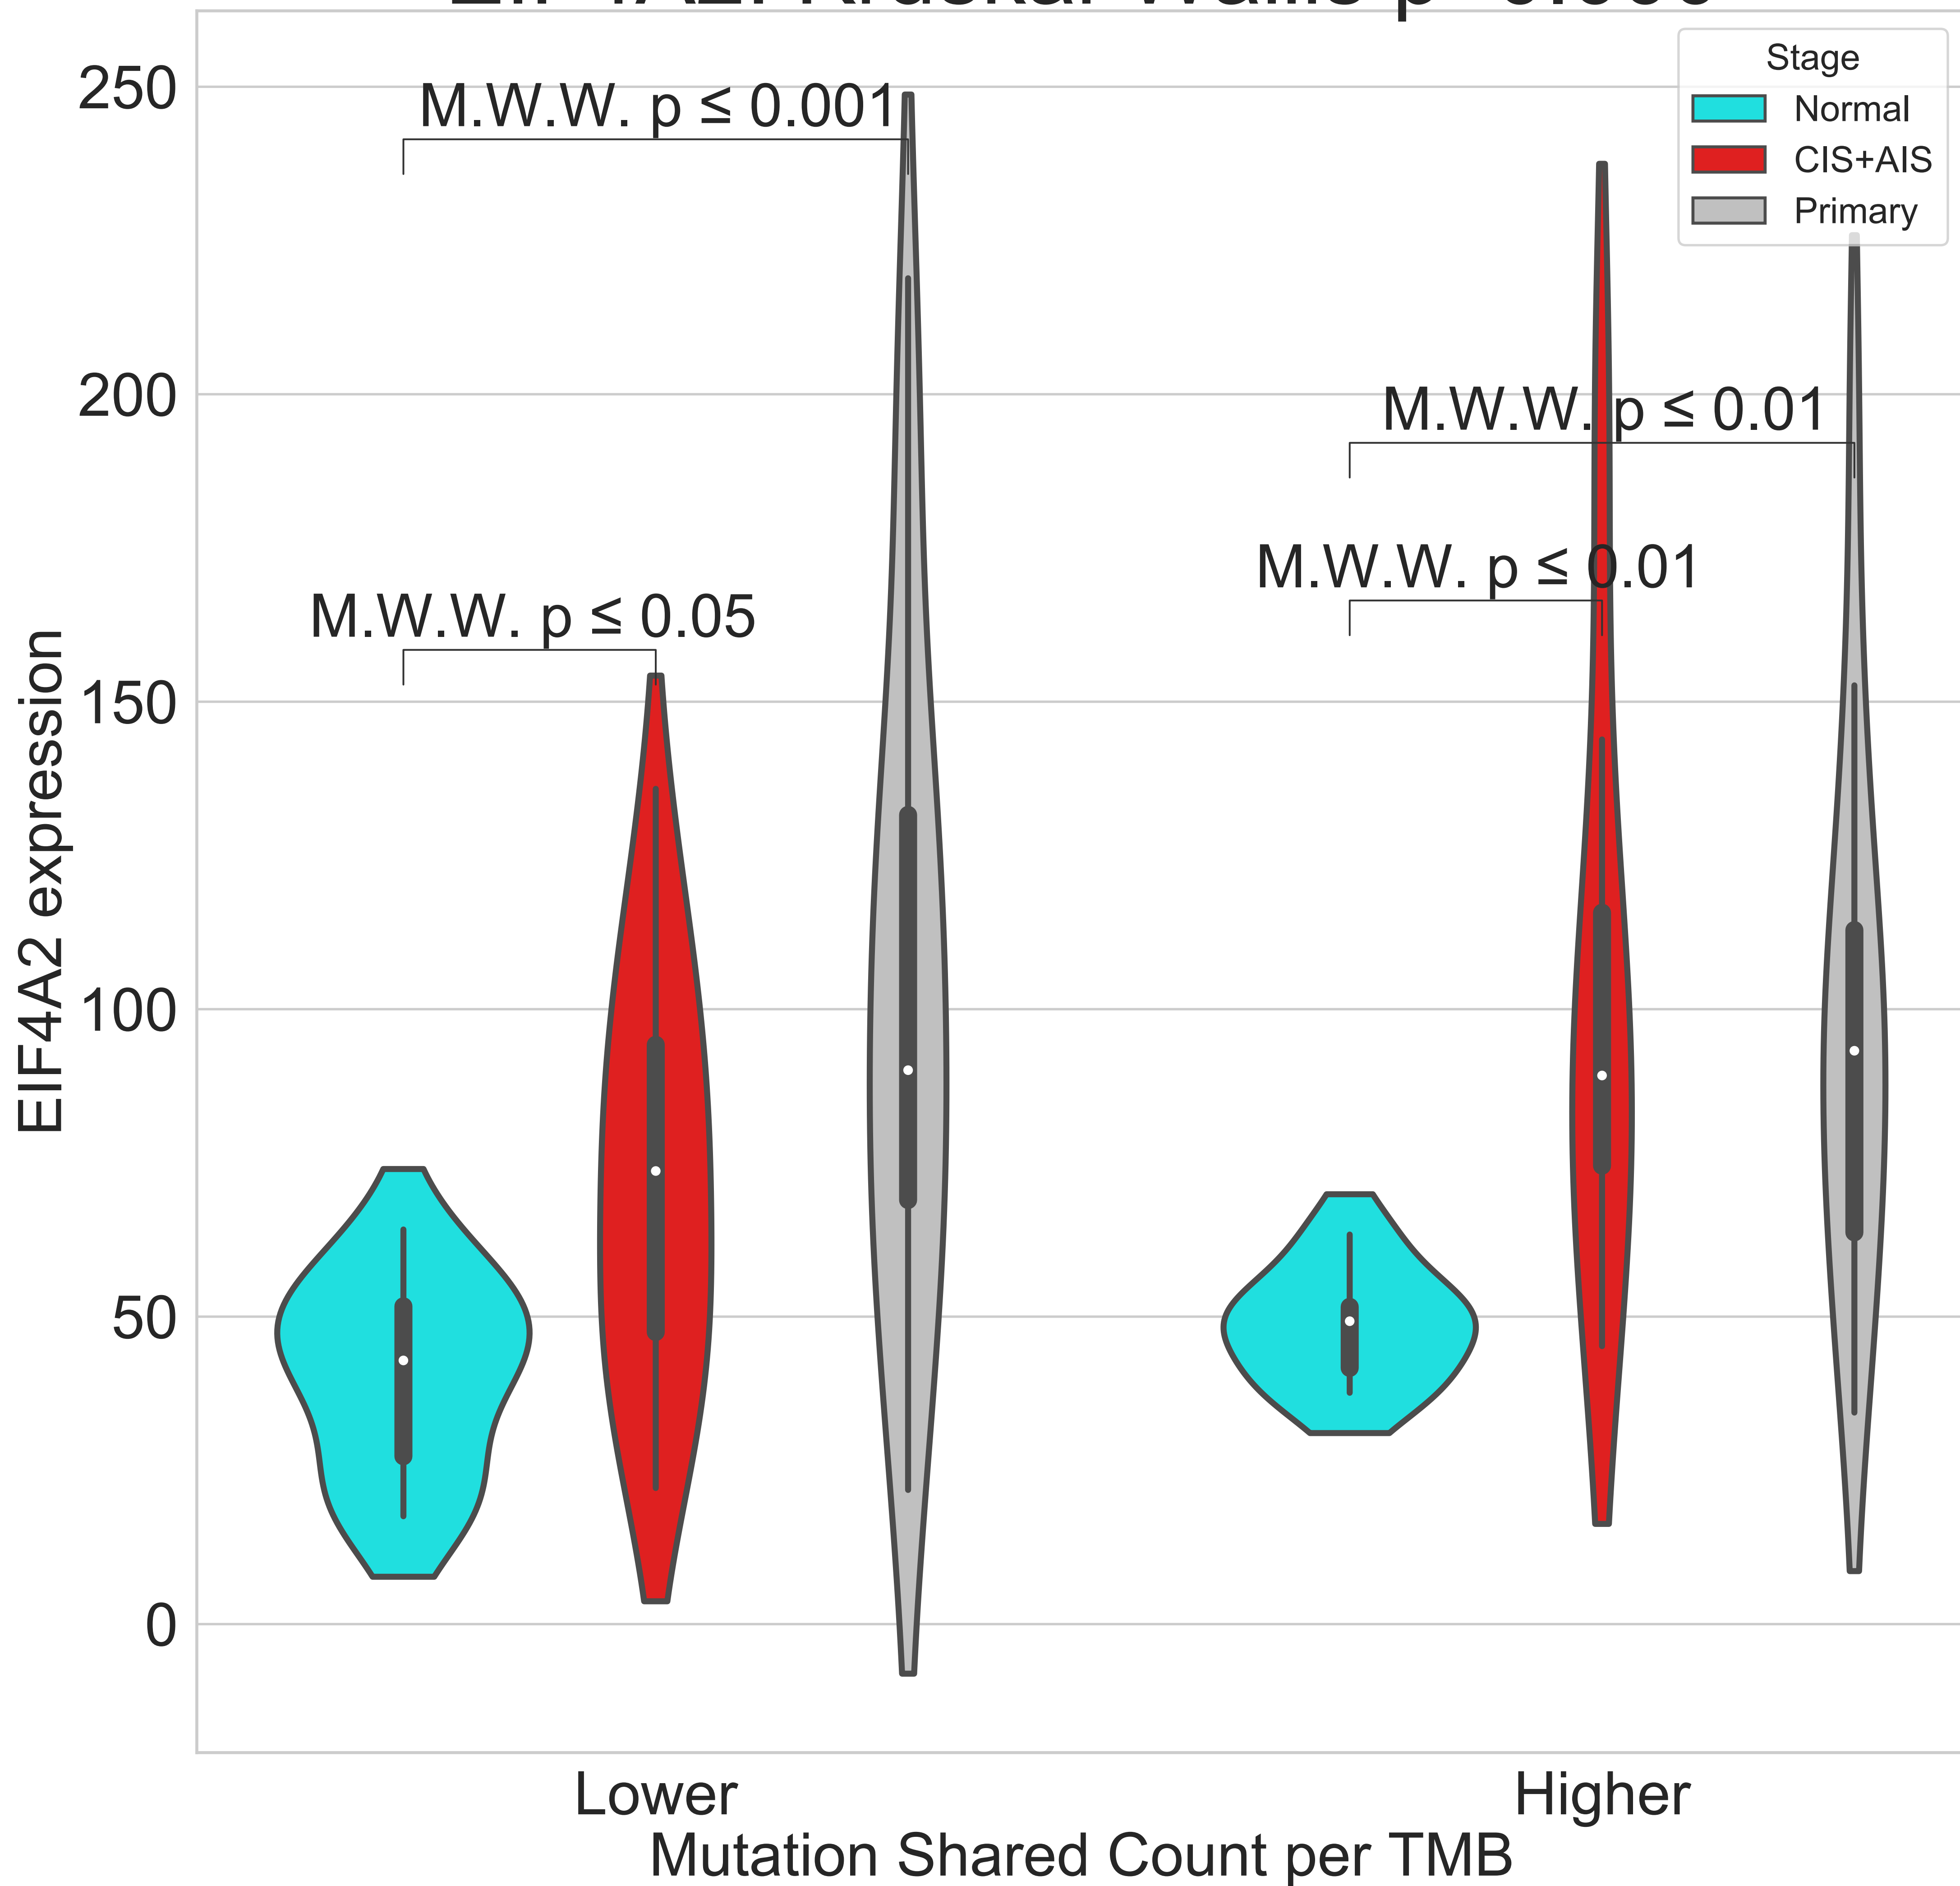 250
200
150
100
50
0
EIF4A2 expression
M.W.W. p ≤ 0.001
M.W.W. p ≤ 0.05
M.W.W. p ≤ 0.01
M.W.W. p ≤ 0.01
Stage
Normal
CIS+AIS
Primary
Lower
Higher
Mutation Shared Count per TMB